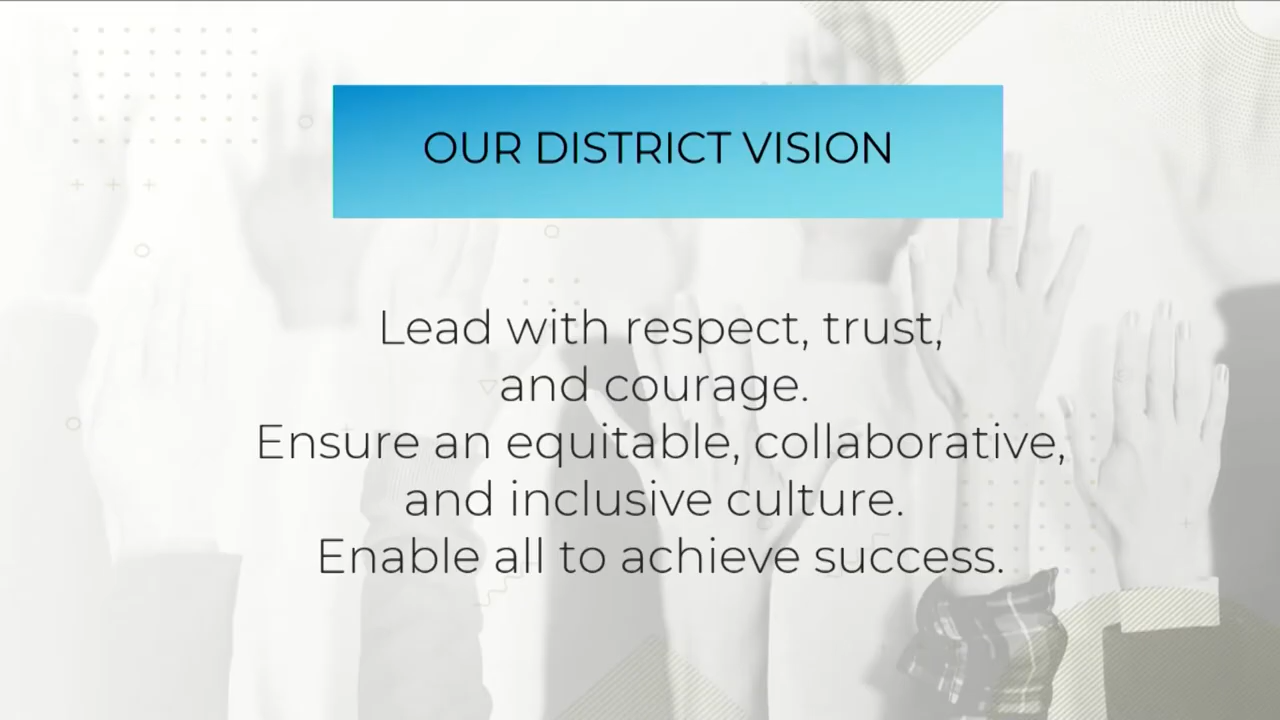 OUR DISTRICT VISION
Lead with respect, trust,
and courage.
Ensure an equitable, collaborative,
and inclusive culture.
Enable all to achieve success.